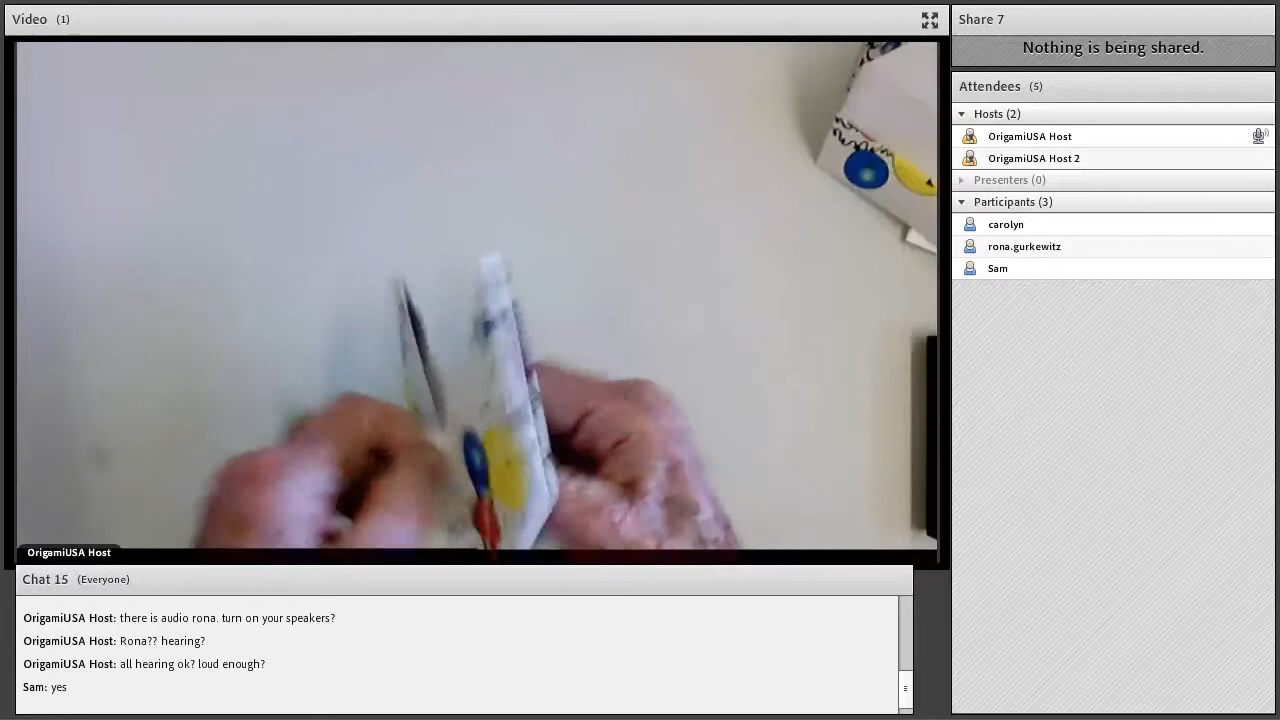 Video (1)
OrigamiUSA Host
Chat 15 (Everyone)
OrigamiUSA Host: there is audio rona. turn on your speakers?
OrigamiUSA Host: Rona?? hearing?
OrigamiUSA Host: all hearing ok? loud enough?
Sam: yes
Share 7
Nothing is being shared.
Attendees (5)
Hosts (2)
OrigamiUSA Host
OrigamiUSA Host 2
Presenters (0)
Participants (3)
carolyn
rona.gurkewitz
Sam